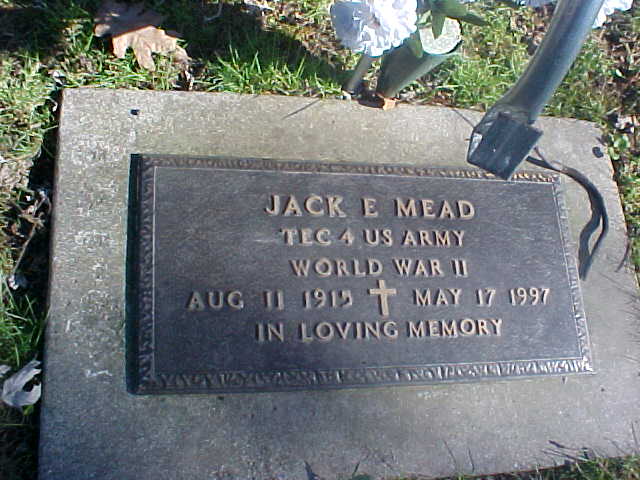 JACK E MEAD
TEC 4 US ARMY
WORLD WAR II
AUG 11 1915 MAY 17 1997
IN LOVING MEMORY